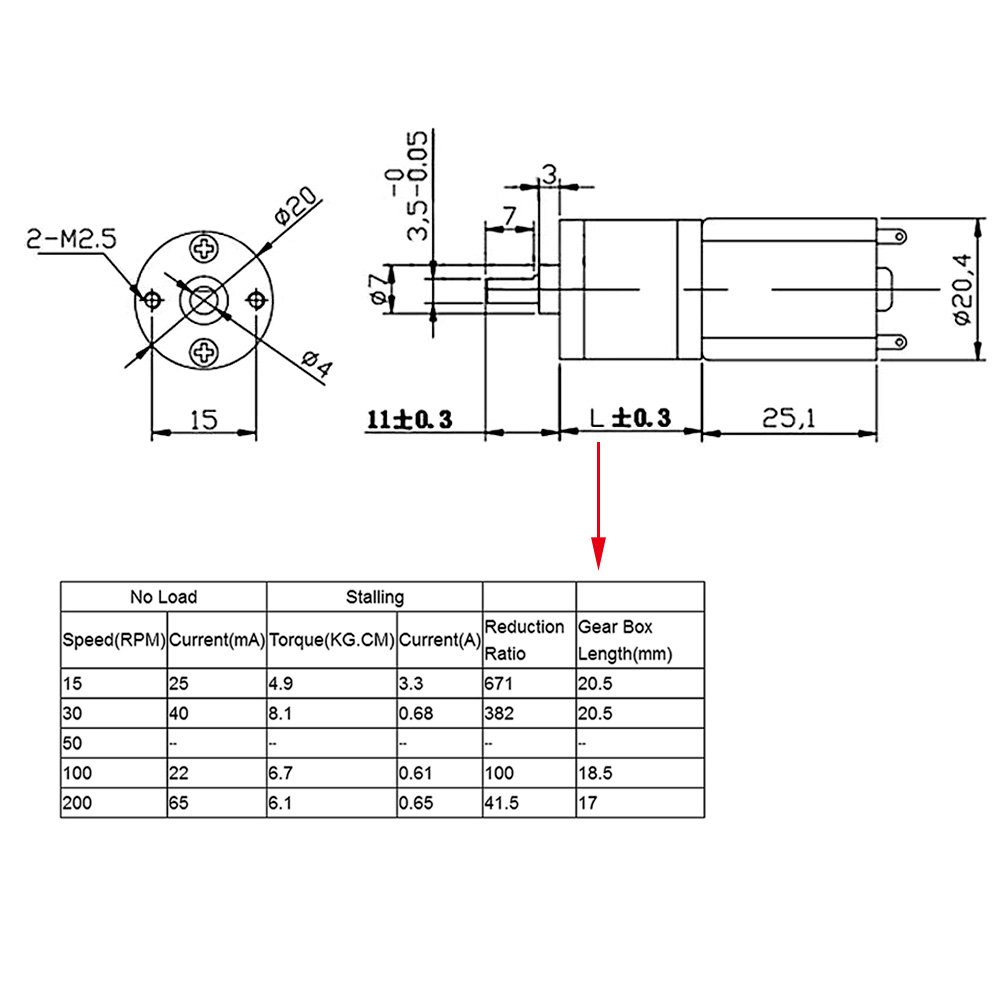 2-M2.5
ø20
ø4
15
ø7
3,5-0.05
-0
7
3
ø20,4
11±0.3
L ±0.3
25,1
No Load Stalling
Speed(RPM) Current(mA) Torque(KG.CM) Current(A) Reduction Ratio Gear Box Length(mm)
15 25 4.9 3.3 671 20.5
30 40 8.1 0.68 382 20.5
50 -- -- -- -- --
100 22 6.7 0.61 100 18.5
200 65 6.1 0.65 41.5 17